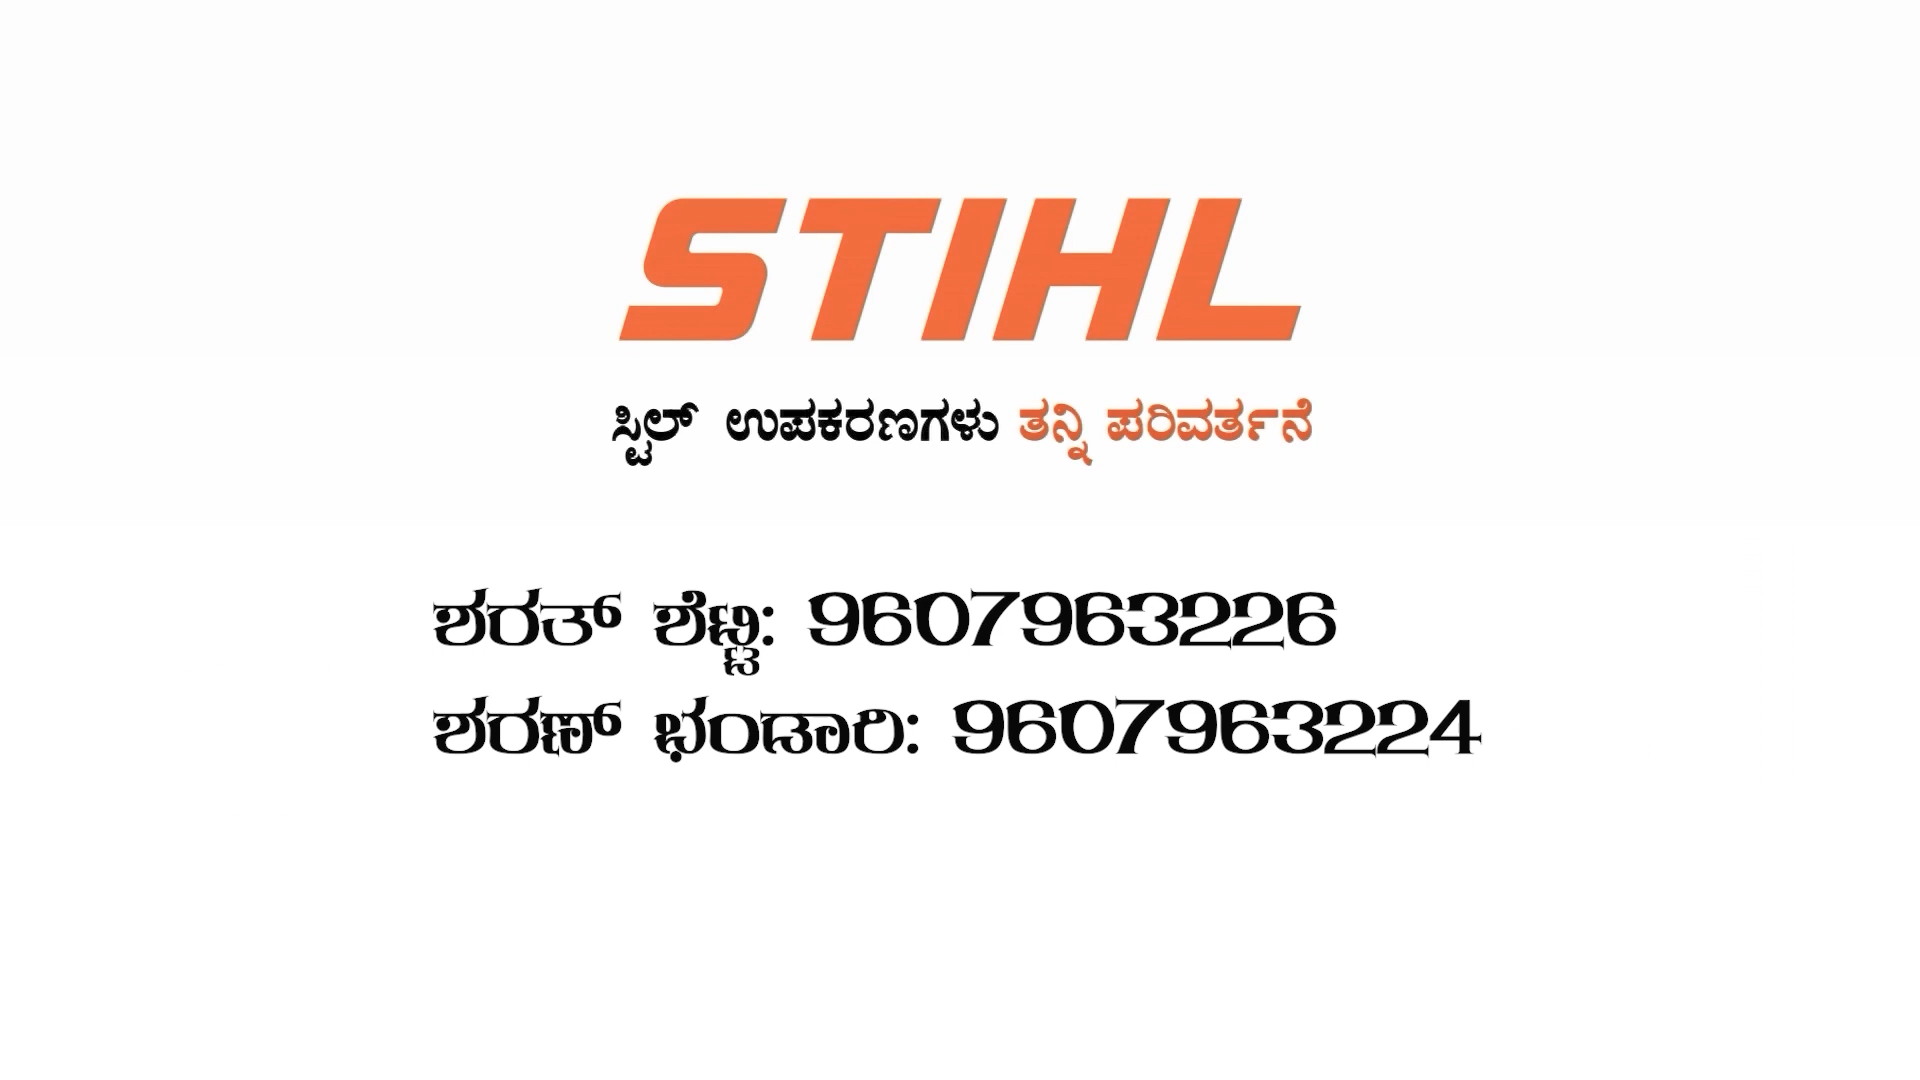 STIHL
ಸ್ಟಿಲ್ ಉಪಕರಣಗಳು ತನ್ನಿ ಪರಿವರ್ತನೆ
ಶರತ್ ಶೆಟ್ಟಿ: 9607963226
ಶರಣ್ ಭಂಡಾರಿ: 9607963224